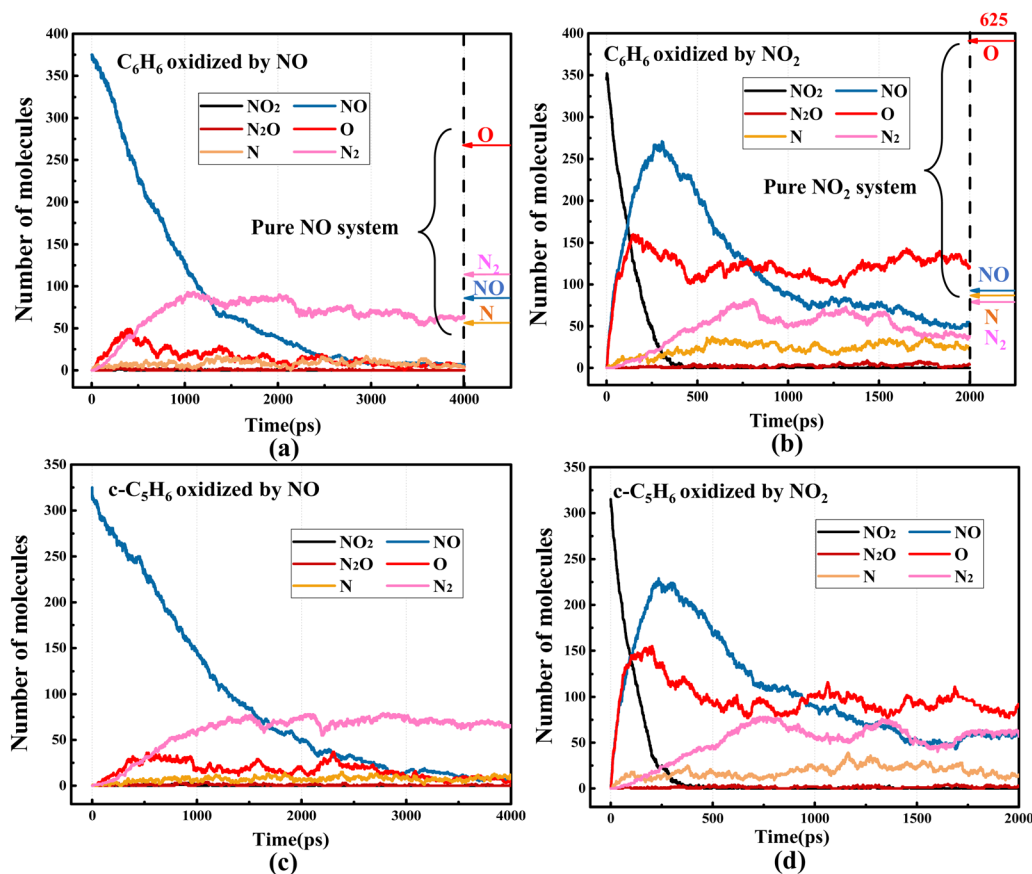 C6H6 oxidized by NO
NO2 NO
N2O O
N N2
Pure NO system
O
N2
NO
N
Number of molecules
400
350
300
250
200
150
100
50
0
0 1000 2000 3000 4000
Time(ps)
(a)
625
O
C6H6 oxidized by NO2
NO2 NO
N2O O
N N2
Pure NO2 system
NO
N
N2
Number of molecules
400
350
300
250
200
150
100
50
0
0 250 500 750 1000 1250 1500 1750 2000
Time(ps)
(b)
c-C5H6 oxidized by NO
NO2 NO
N2O O
N N2
Number of molecules
350
300
250
200
150
100
50
0
0 1000 2000 3000 4000
Time(ps)
(c)
c-C5H6 oxidized by NO2
NO2 NO
N2O O
N N2
Number of molecules
350
300
250
200
150
100
50
0
0 500 1000 1500 2000
Time(ps)
(d)